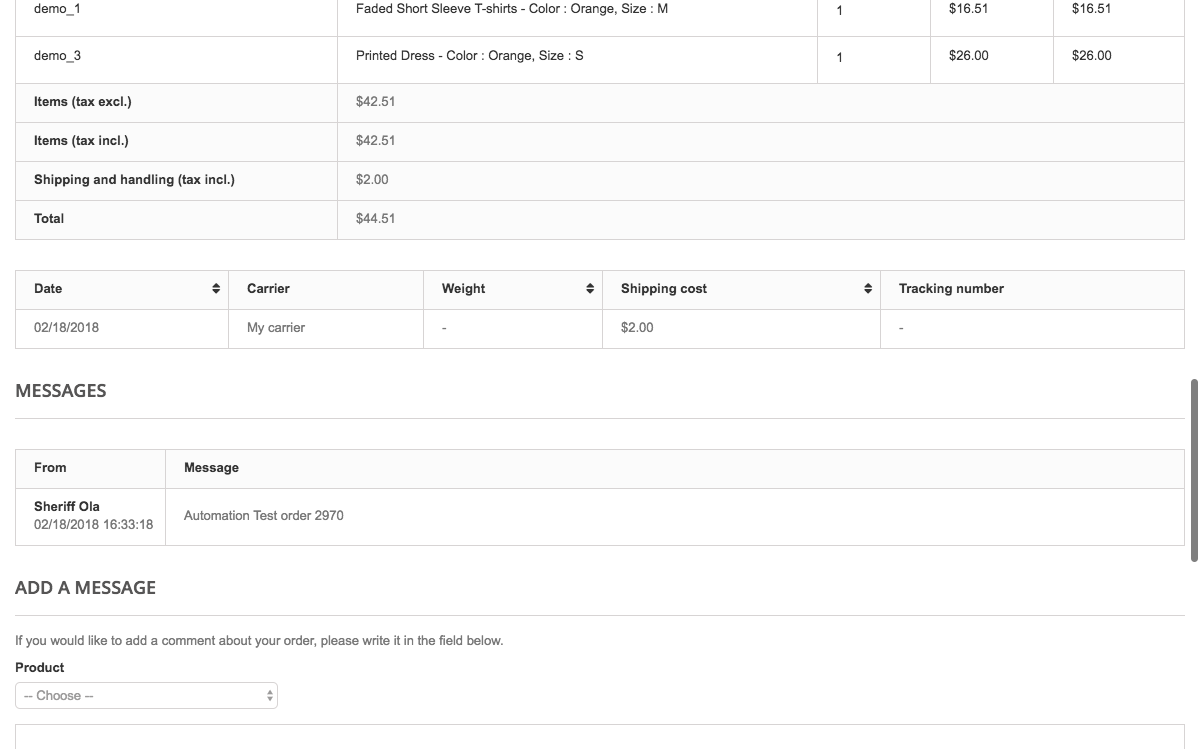 demo_1 Faded Short Sleeve T-shirts - Color : Orange, Size : M 1 $16.51 $16.51
demo_3 Printed Dress - Color : Orange, Size : S 1 $26.00 $26.00
Items (tax excl.) $42.51
Items (tax incl.) $42.51
Shipping and handling (tax incl.) $2.00
Total $44.51
Date Carrier Weight Shipping cost Tracking number
02/18/2018 My carrier - $2.00 -
MESSAGES
From Message
Sheriff Ola
02/18/2018 16:33:18
Automation Test order 2970
ADD A MESSAGE
If you would like to add a comment about your order, please write it in the field below.
Product
-- Choose --